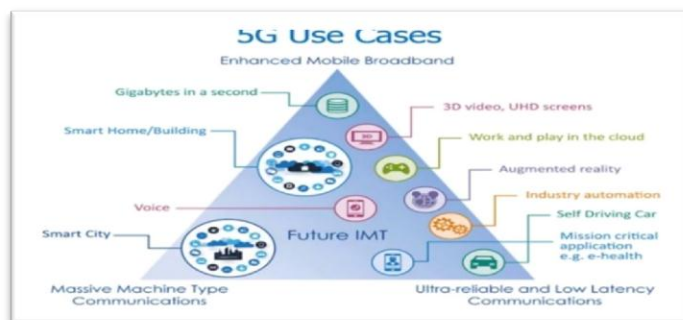 5G Use Cases
Enhanced Mobile Broadband
Gigabytes in a second
3D video, UHD screens
Smart Home/Building
Work and play in the cloud
Augmented reality
Voice
Industry automation
Self Driving Car
Smart City
Future IMT
Mission critical
application
e.g. e-health
Massive Machine Type
Communications
Ultra-reliable and Low Latency
Communications